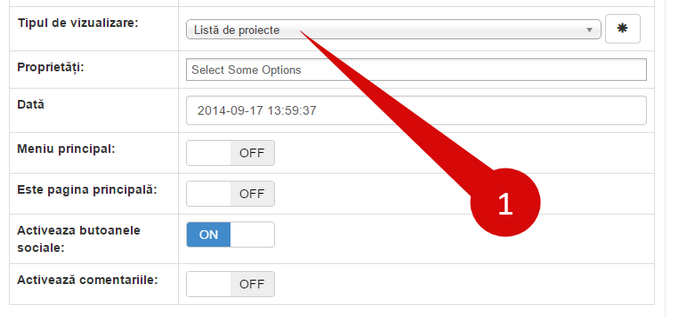 Tipul de vizualizare:
Listă de proiecte
Proprietăți:
Select Some Options
Dată
2014-09-17 13:59:37
Meniu principal:
OFF
1
Este pagina principală:
OFF
Activeaza butoanele
sociale:
ON
Activează comentariile:
OFF